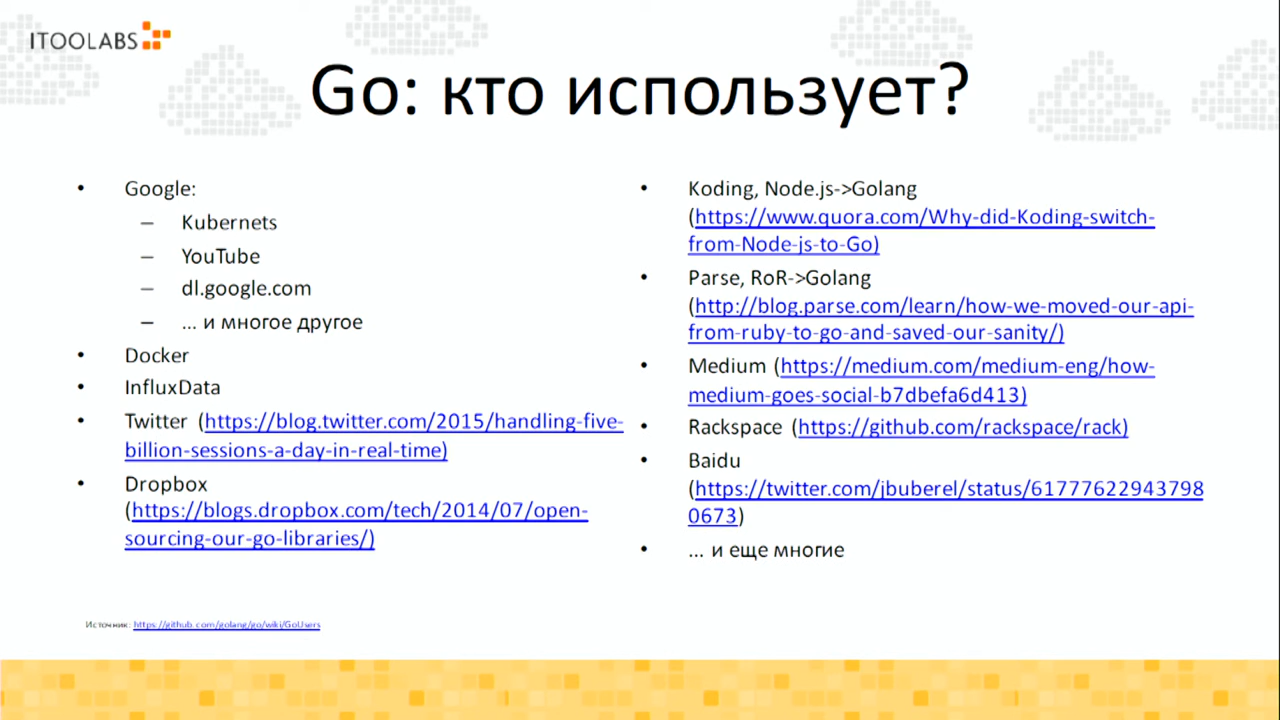 ITOOLABS
Go: кто использует?
• Google:
– Kubernets
– YouTube
– dl.google.com
– ... и многое другое
• Docker
• InfluxData
• Twitter (https://blog.twitter.com/2015/handling-five-
billion-sessions-a-day-in-real-time)
• Dropbox
(https://blogs.dropbox.com/tech/2014/07/open-
sourcing-our-go-libraries/)
• Koding, Node.js->Golang
(https://www.quora.com/Why-did-Koding-switch-
from-Node-js-to-Go)
• Parse, RoR->Golang
(http://blog.parse.com/learn/how-we-moved-our-api-
from-ruby-to-go-and-saved-our-sanity/)
• Medium (https://medium.com/medium-eng/how-
medium-goes-social-b7dbefa6d413)
• Rackspace (https://github.com/rackspace/rack)
• Baidu
(https://twitter.com/jbuberel/status/61777622943798
0673)
• ... и еще многие
Источник: https://github.com/golang/go/wiki/GoUsers